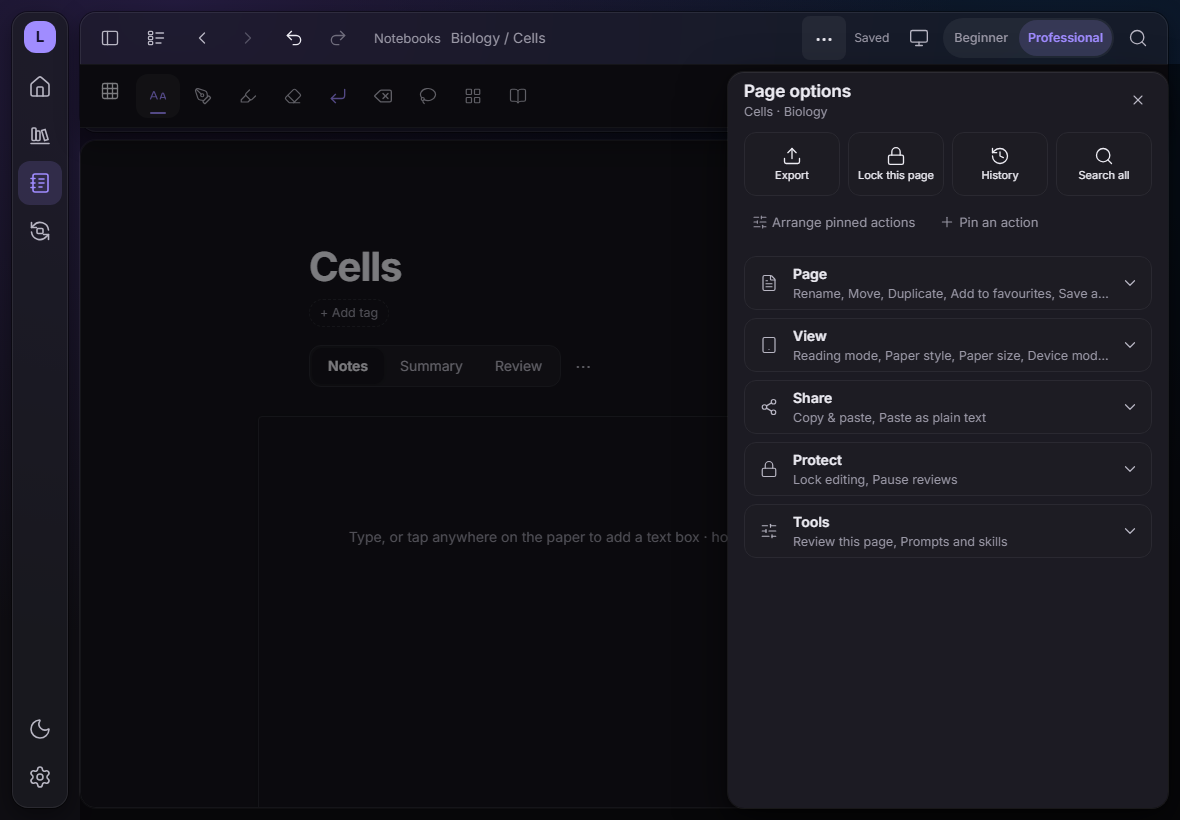 L
Notebooks Biology / Cells
Saved
Beginner Professional
AA
Cells
+ Add tag
Notes Summary Review
Type, or tap anywhere on the paper to add a text box · ho
Page options
Cells · Biology
Export Lock this page History Search all
Arrange pinned actions + Pin an action
Page
Rename, Move, Duplicate, Add to favourites, Save a...
View
Reading mode, Paper style, Paper size, Device mod...
Share
Copy & paste, Paste as plain text
Protect
Lock editing, Pause reviews
Tools
Review this page, Prompts and skills